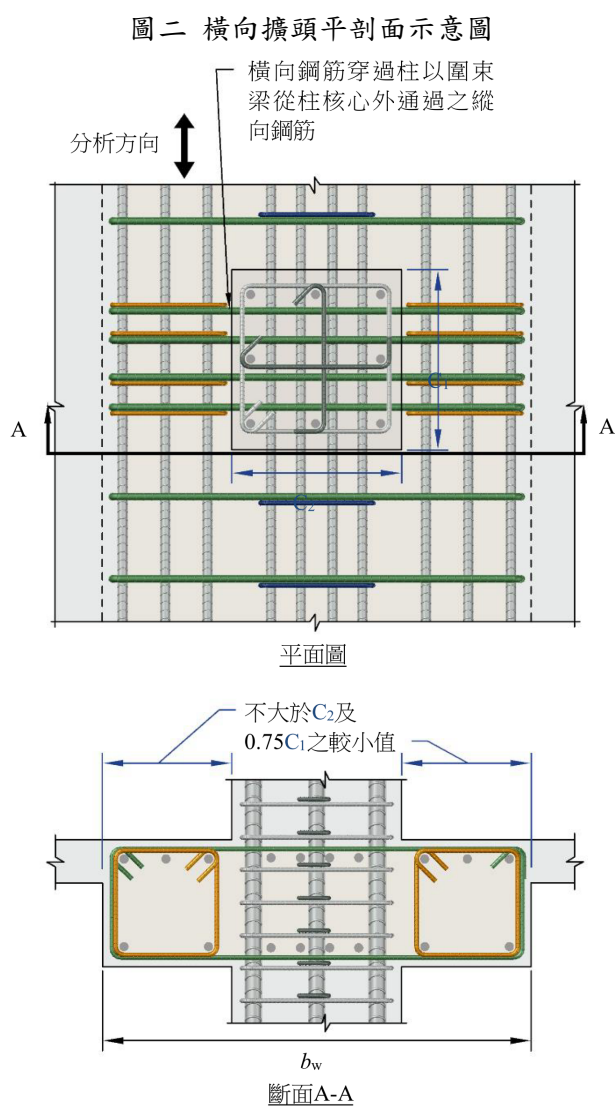 圖二 橫向擴頭平剖面示意圖
橫向鋼筋穿過柱以圍束
梁從柱核心外通過之縱
向鋼筋
分析方向
C₁
A
A
C₂
平面圖
不大於C₂及
0.75C₁之較小值
bw
斷面A-A